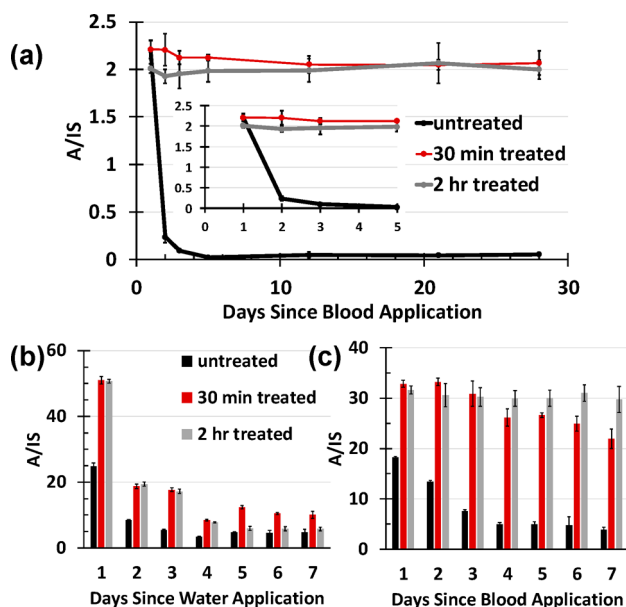 (a)
A/IS
2.5
2
1.5
1
0.5
0
0
10
20
30
Days Since Blood Application
2.5
2
1.5
1
0.5
0
0
1
2
3
4
5
untreated
30 min treated
2 hr treated
(b)
A/IS
60
40
20
0
untreated
30 min treated
2 hr treated
1 2 3 4 5 6 7
Days Since Water Application
(c)
A/IS
40
30
20
10
0
1 2 3 4 5 6 7
Days Since Blood Application